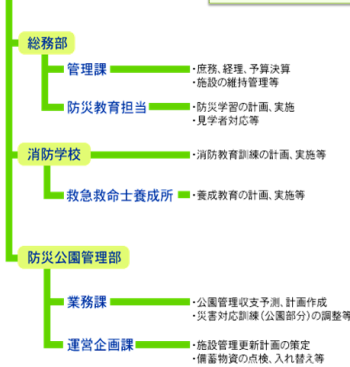 総務部
管理課
・庶務、経理、予算決算
・施設の維持管理等
防災教育担当
・防災学習の計画、実施
・見学者対応等
消防学校
・消防教育訓練の計画、実施等
救急救命士養成所
・養成教育の計画、実施等
防災公園管理部
業務課
・公園管理収支予測、計画作成
・災害対応訓練（公園部分）の調整等
運営企画課
・施設管理更新計画の策定
・備蓄物資の点検、入れ替え等